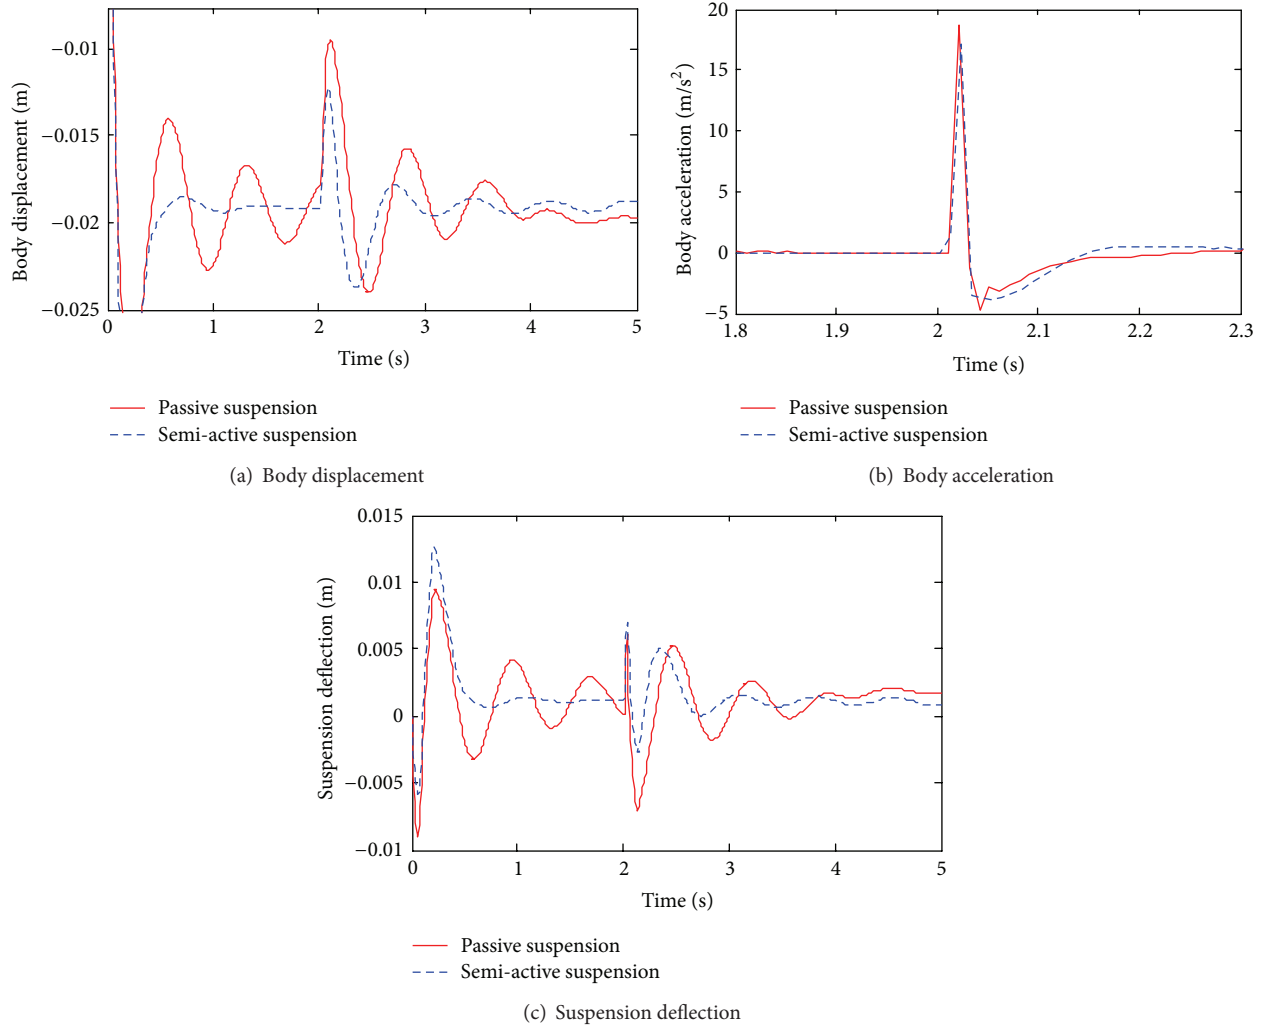 −0.01
−0.015
−0.02
−0.025
Body displacement (m)
0 1 2 3 4 5
Time (s)
Passive suspension
Semi-active suspension
(a) Body displacement
20
15
10
5
0
−5
Body acceleration (m/s²)
1.8 1.9 2 2.1 2.2 2.3
Time (s)
Passive suspension
Semi-active suspension
(b) Body acceleration
0.015
0.01
0.005
0
−0.005
−0.01
Suspension deflection (m)
0 1 2 3 4 5
Time (s)
Passive suspension
Semi-active suspension
(c) Suspension deflection